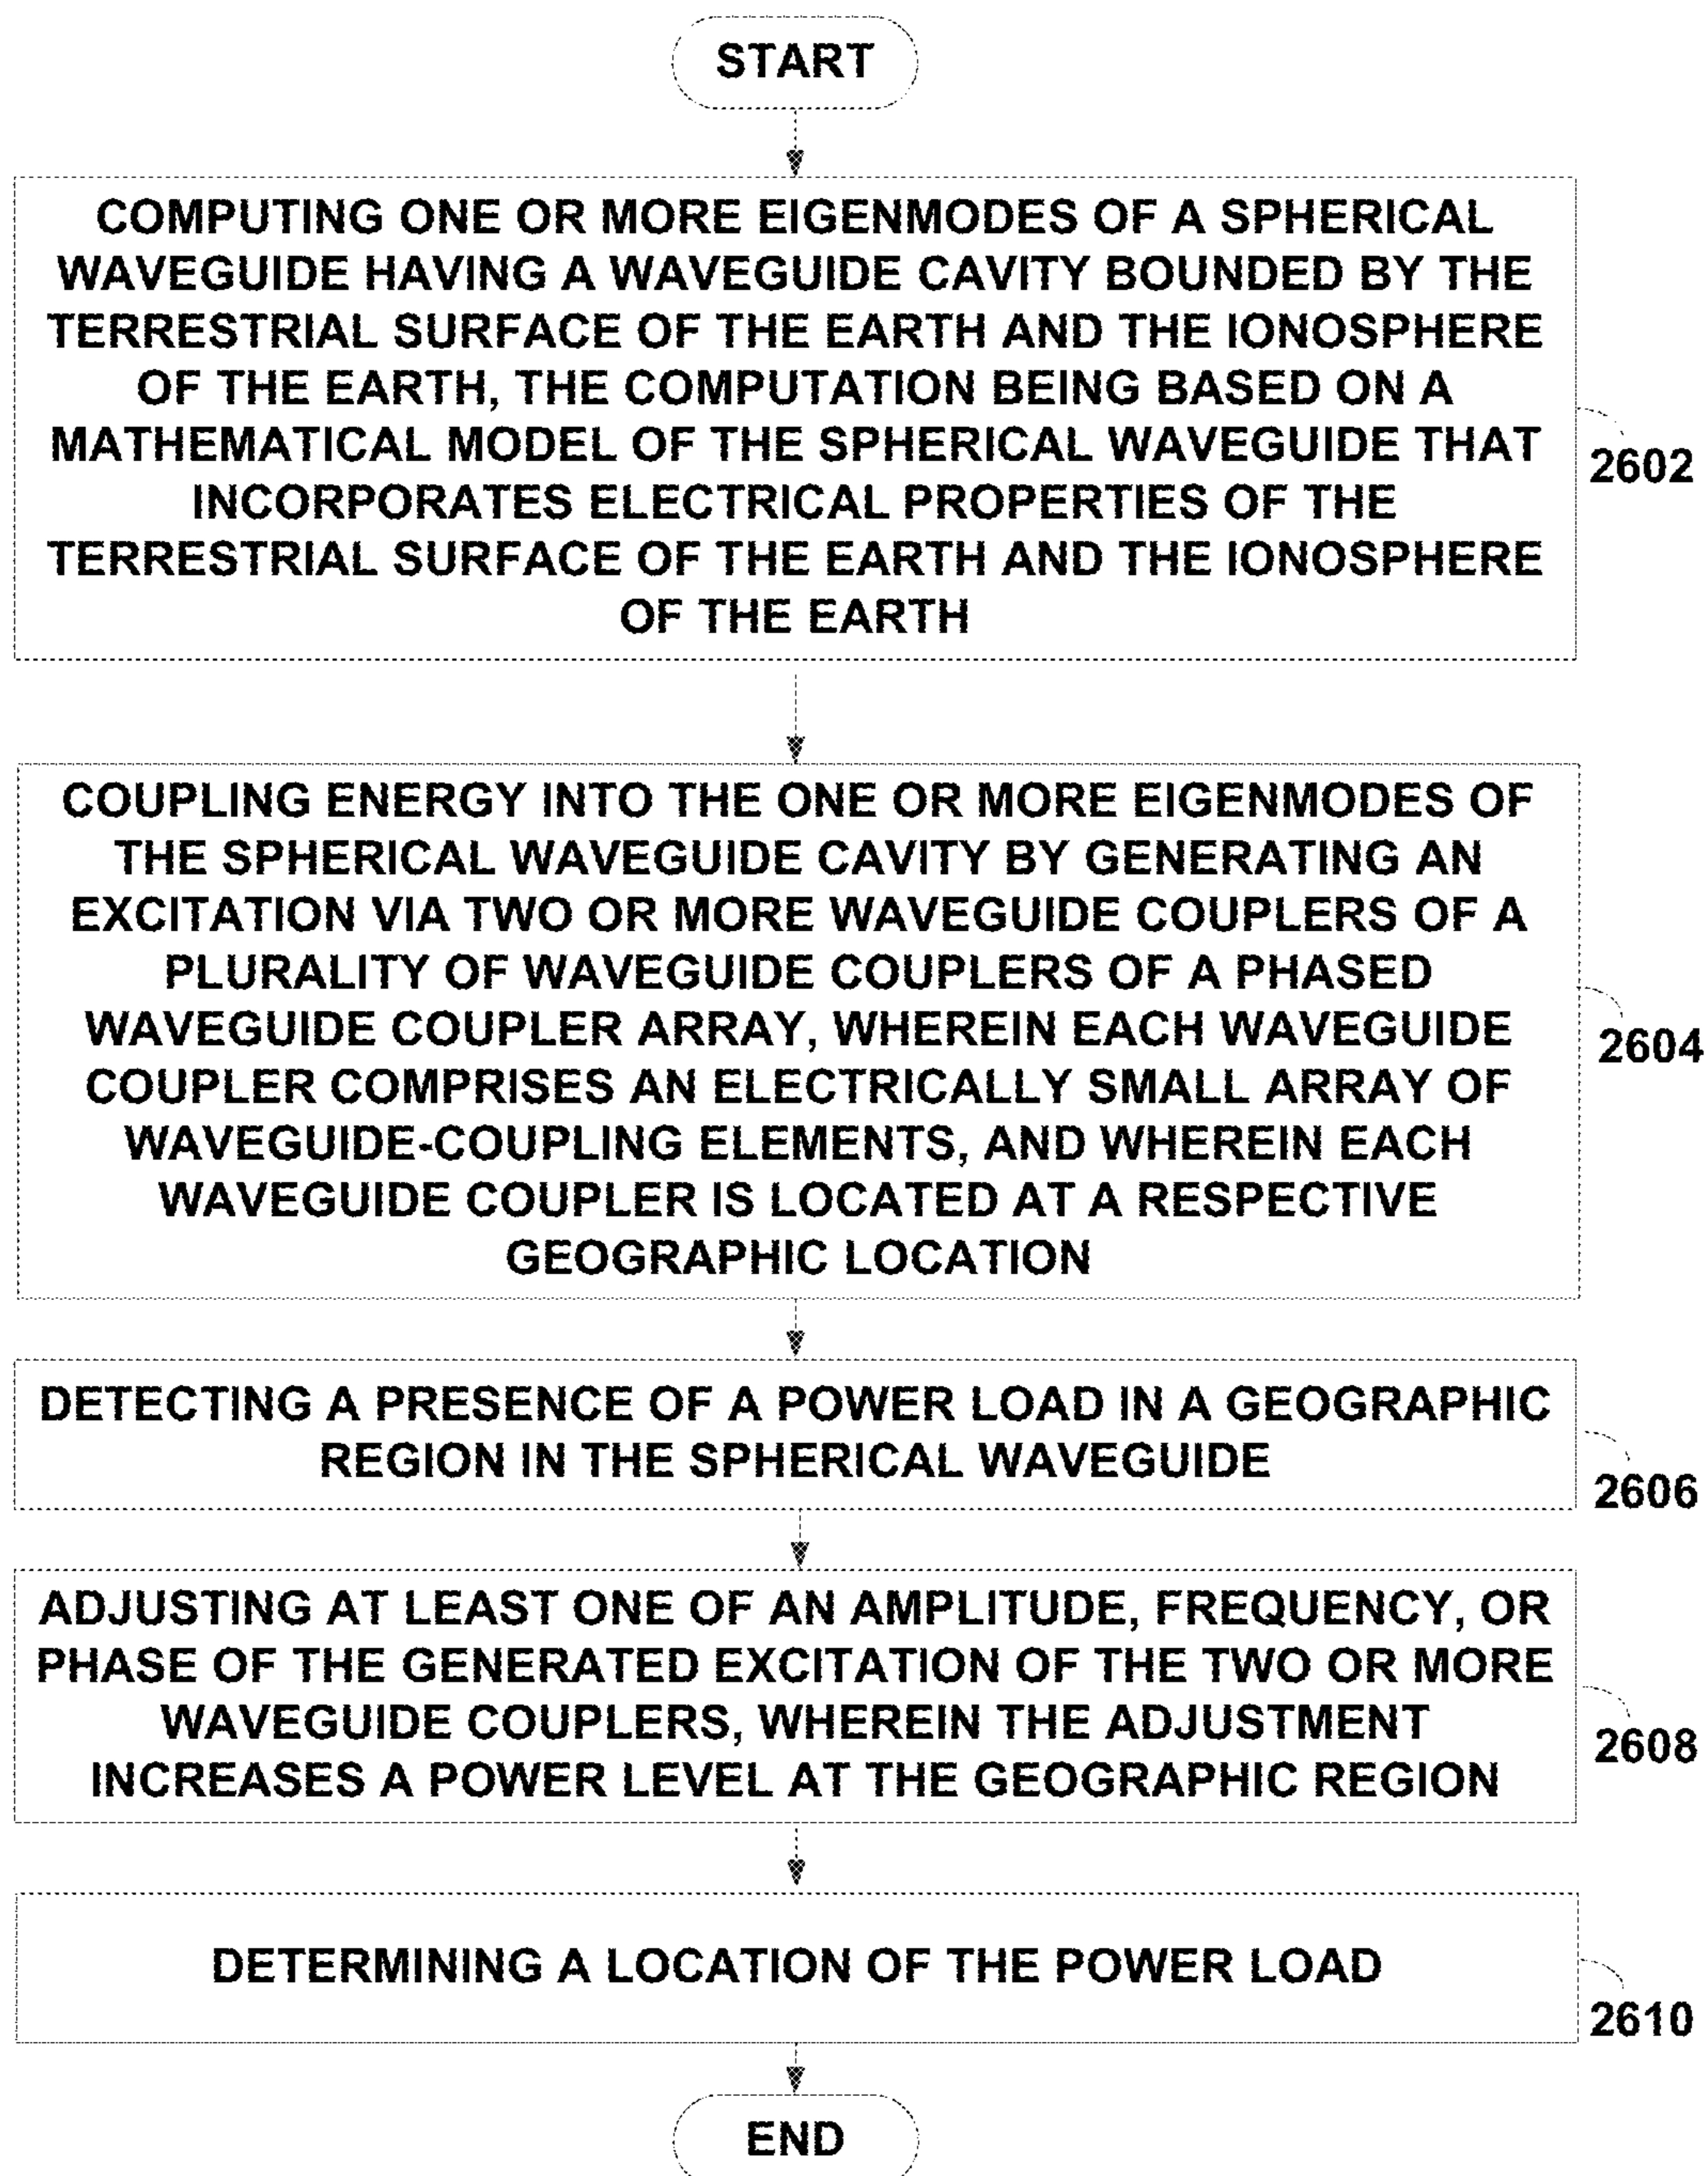 START
COMPUTING ONE OR MORE EIGENMODES OF A SPHERICAL
WAVEGUIDE HAVING A WAVEGUIDE CAVITY BOUNDED BY THE
TERRESTRIAL SURFACE OF THE EARTH AND THE IONOSPHERE
OF THE EARTH, THE COMPUTATION BEING BASED ON A
MATHEMATICAL MODEL OF THE SPHERICAL WAVEGUIDE THAT
INCORPORATES ELECTRICAL PROPERTIES OF THE
TERRESTRIAL SURFACE OF THE EARTH AND THE IONOSPHERE
OF THE EARTH
2602
COUPLING ENERGY INTO THE ONE OR MORE EIGENMODES OF
THE SPHERICAL WAVEGUIDE CAVITY BY GENERATING AN
EXCITATION VIA TWO OR MORE WAVEGUIDE COUPLERS OF A
PLURALITY OF WAVEGUIDE COUPLERS OF A PHASED
WAVEGUIDE COUPLER ARRAY, WHEREIN EACH WAVEGUIDE
COUPLER COMPRISES AN ELECTRICALLY SMALL ARRAY OF
WAVEGUIDE-COUPLING ELEMENTS, AND WHEREIN EACH
WAVEGUIDE COUPLER IS LOCATED AT A RESPECTIVE
GEOGRAPHIC LOCATION
2604
DETECTING A PRESENCE OF A POWER LOAD IN A GEOGRAPHIC
REGION IN THE SPHERICAL WAVEGUIDE
2606
ADJUSTING AT LEAST ONE OF AN AMPLITUDE, FREQUENCY, OR
PHASE OF THE GENERATED EXCITATION OF THE TWO OR MORE
WAVEGUIDE COUPLERS, WHEREIN THE ADJUSTMENT
INCREASES A POWER LEVEL AT THE GEOGRAPHIC REGION
2608
DETERMINING A LOCATION OF THE POWER LOAD
2610
END